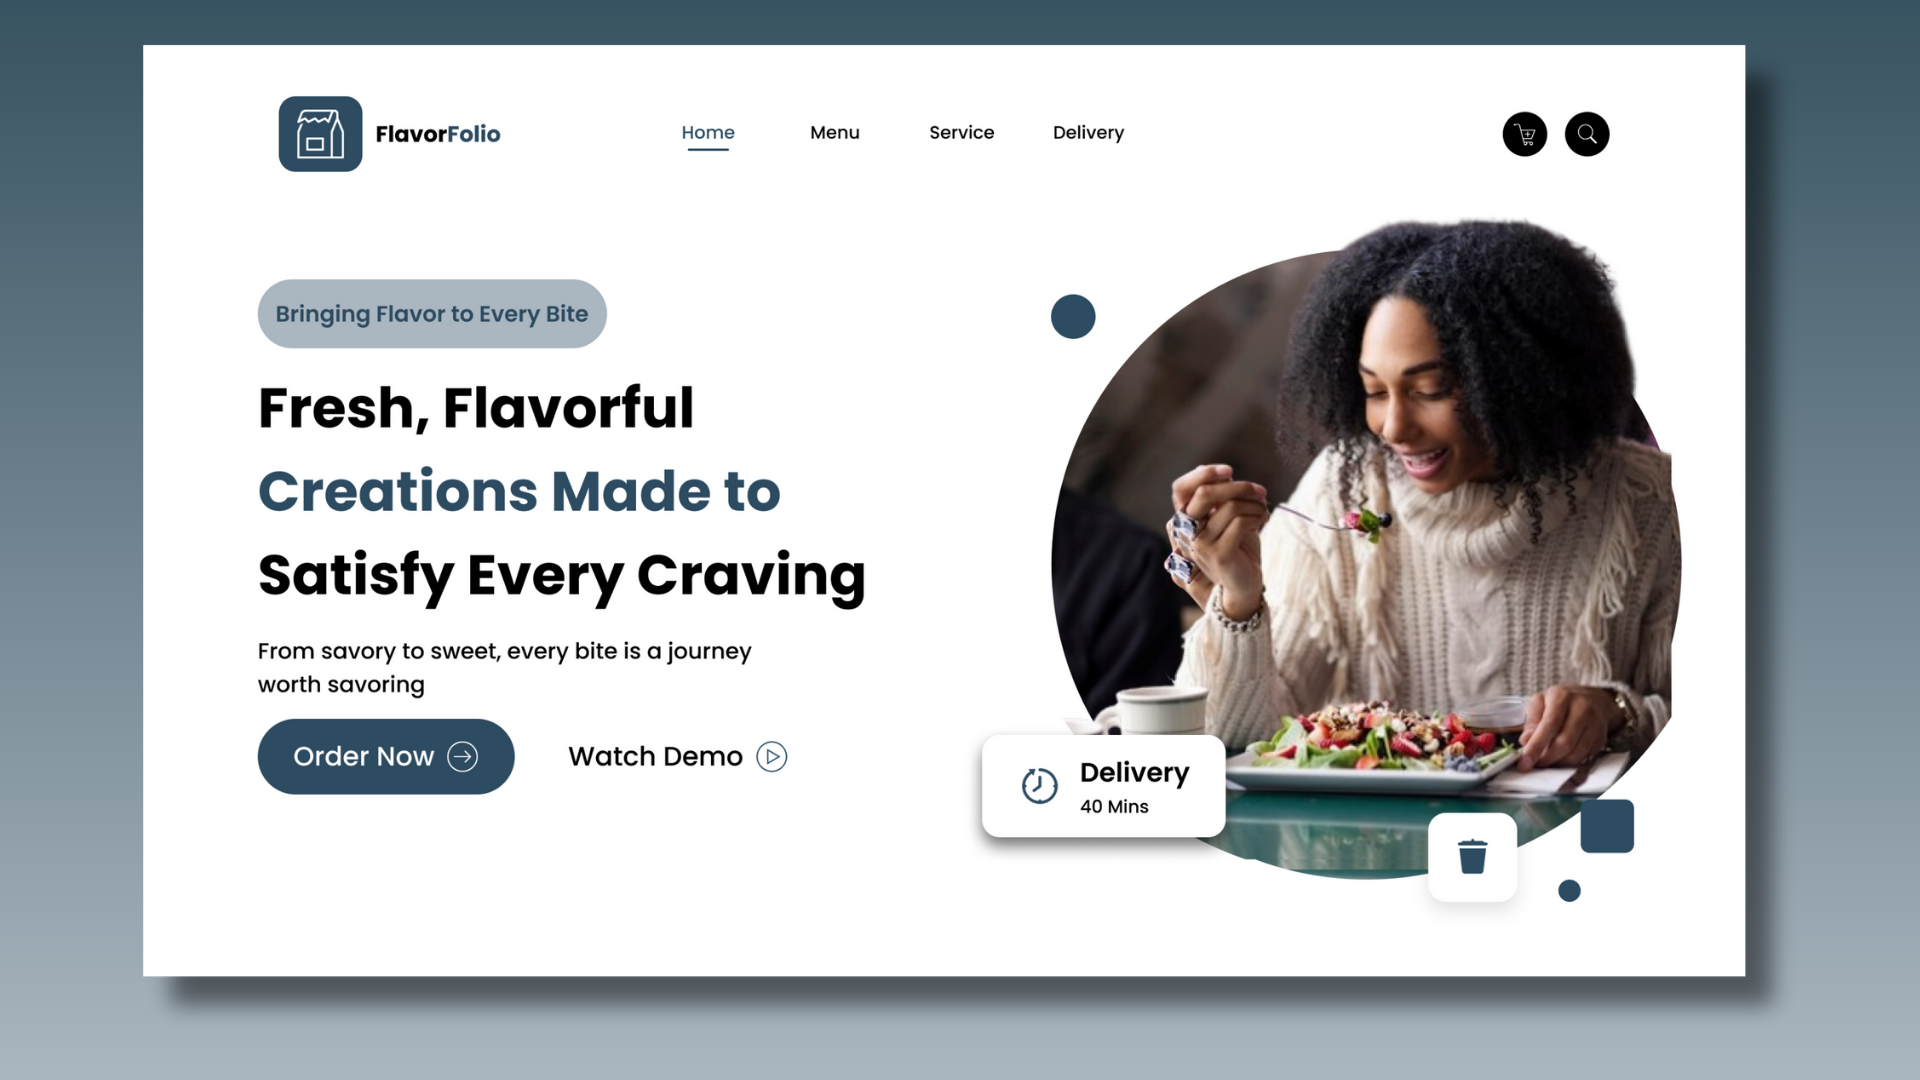 FlavorFolio
Home
Menu
Service
Delivery
Bringing Flavor to Every Bite
Fresh, Flavorful
Creations Made to
Satisfy Every Craving
From savory to sweet, every bite is a journey
worth savoring
Order Now
Watch Demo
Delivery
40 Mins